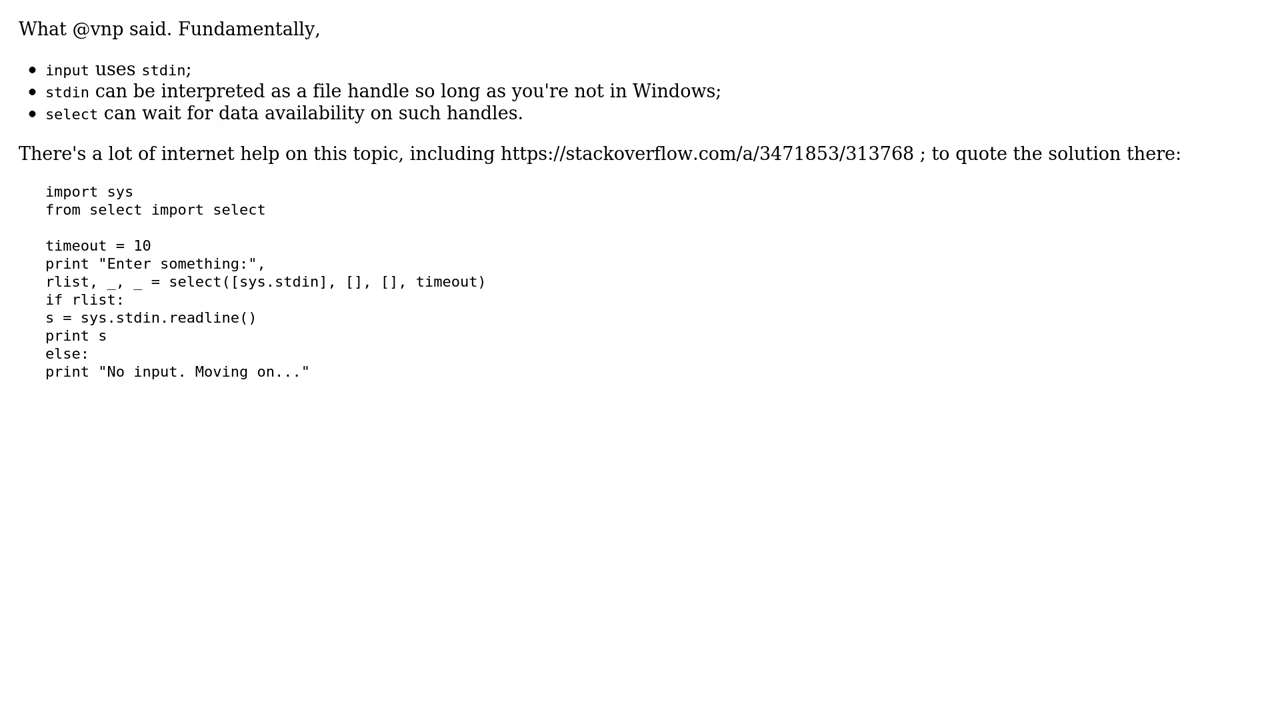 What @vnp said. Fundamentally,
• input uses stdin;
• stdin can be interpreted as a file handle so long as you're not in Windows;
• select can wait for data availability on such handles.
There's a lot of internet help on this topic, including https://stackoverflow.com/a/3471853/313768 ; to quote the solution there:
import sys
from select import select
timeout = 10
print "Enter something:",
rlist, _, _ = select([sys.stdin], [], [], timeout)
if rlist:
s = sys.stdin.readline()
print s
else:
print "No input. Moving on..."